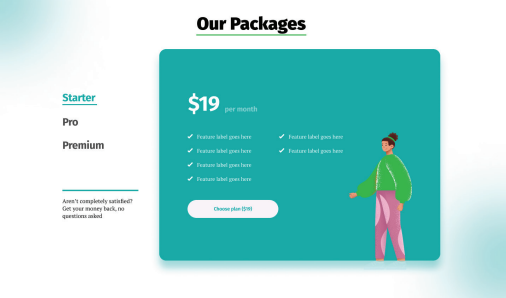 Our Packages
Starter
Pro
Premium
Aren't completely satisfied?
Get your money back, no
questions asked
$19 per month
Feature label goes here
Feature label goes here
Feature label goes here
Feature label goes here
Feature label goes here
Feature label goes here
Choose plan ($19)